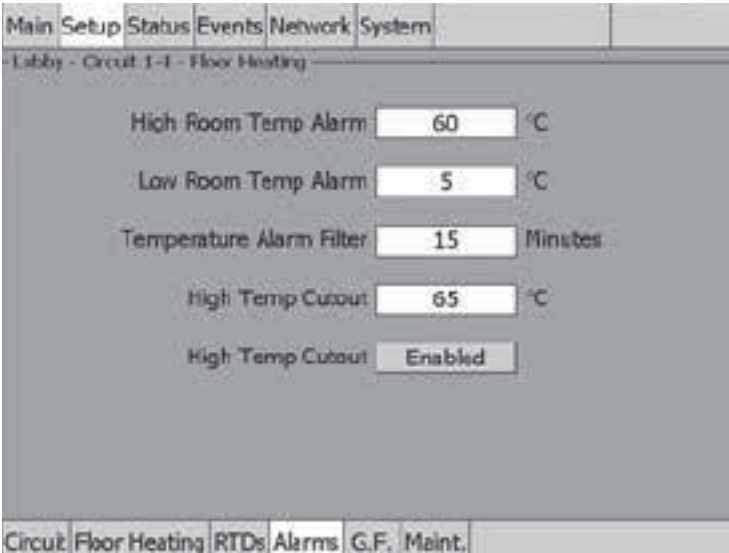 Main Setup Status Events Network System
Lobby - Circuit 1-1 - Floor Heating
High Room Temp Alarm 60 °C
Low Room Temp Alarm 5 °C
Temperature Alarm Filter 15 Minutes
High Temp Cutout 65 °C
High Temp Cutout Enabled
Circuit Floor Heating RTDs Alarms G.F. Maint.